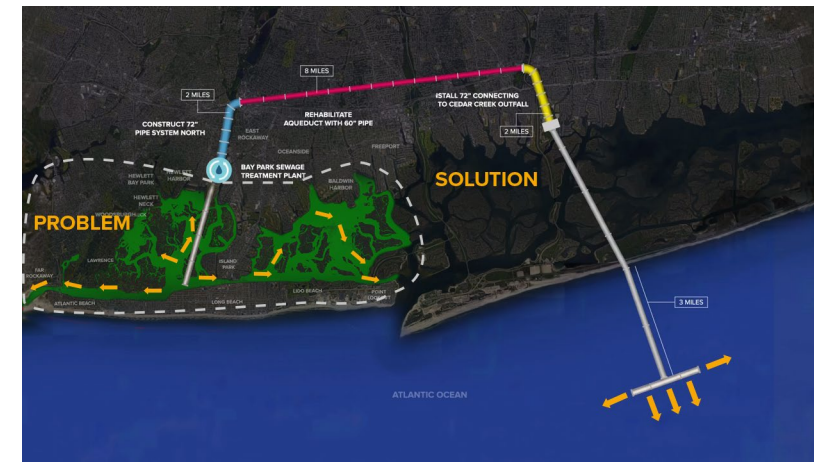 8 MILES
2 MILES
CONSTRUCT 72"
PIPE SYSTEM NORTH
REHABILITATE
AQUEDUCT WITH 60" PIPE
ISTALL 72" CONNECTING
TO CEDAR CREEK OUTFALL
2 MILES
EAST
ROCKAWAY
OCEANSIDE
FREEPORT
BAY PARK SEWAGE
TREATMENT PLANT
HEWLETT
BAY PARK
HEWLETT
HARBOR
BALDWIN
HARBOR
SOLUTION
HEWLETT
NECK
PROBLEM
LAWRENCE
ISLAND
PARK
FAR
ROCKAWAY
ATLANTIC BEACH
LONG BEACH
LIDO BEACH
POINT
LOOKOUT
3 MILES
ATLANTIC OCEAN